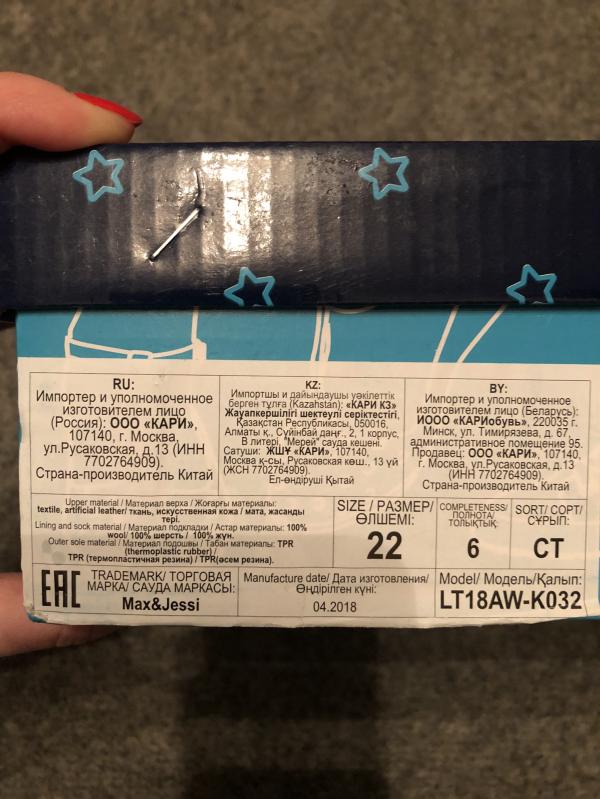 RU:
Импортер и уполномоченное
изготовителем лицо
(Россия): ООО «КАРИ»,
107140, г. Москва,
ул.Русаковская, д.13 (ИНН
7702764909).
Страна-производитель Китай
KZ:
Импортшы и дайындаушы уәкілеттік
берген тұлға (Kazahstan): «КАРИ КЗ»
Жауапкершілігі шектеулі серіктестігі,
Қазақстан Республикасы, 050016,
Алматы қ., Сүйінбай даңғ., 2, 1 корпус,
В литері, "Мерей" сауда кешені.
Сатушы: ЖШҰ «КАРИ», 107140,
Москва қ-сы, Русаковская көш., 13 үй
(ЖСН 7702764909).
Ел-өндіруші Қытай
BY:
Импортер и уполномоченное
изготовителем лицо (Беларусь):
ИООО «КАРИобувь», 220035 г.
Минск, ул. Тимирязева, д. 67,
административное помещение 95.
Продавец: ООО «КАРИ», 107140,
г. Москва, ул.Русаковская, д.13
(ИНН 7702764909).
Страна-производитель Китай
Upper material / Материал верха / Жоғарғы материалы:
textile, artificial leather/ ткань, искусственная кожа / мата, жасанды
тері.
Lining and sock material / Материал подкладки / Астар материалы: 100%
wool/ 100% шерсть / 100% жүн.
Outer sole material / Материал подошвы / Табан материалы: TPR
(thermoplastic rubber) /
TPR (термопластичная резина) / TPR(әсем резина).
SIZE / РАЗМЕР/
ӨЛШЕМІ:
22
COMPLETENESS/
ПОЛНОТА/
ТОЛЫҚТЫҚ:
6
SORT/ СОРТ/
СҰРЫП:
СТ
EAC
TRADEMARK/ ТОРГОВАЯ
МАРКА/ САУДА МАРКАСЫ:
Max&Jessi
Manufacture date/ Дата изготовления/
Өндірілген күні:
04.2018
Model/ Модель/Қалып:
LT18AW-K032